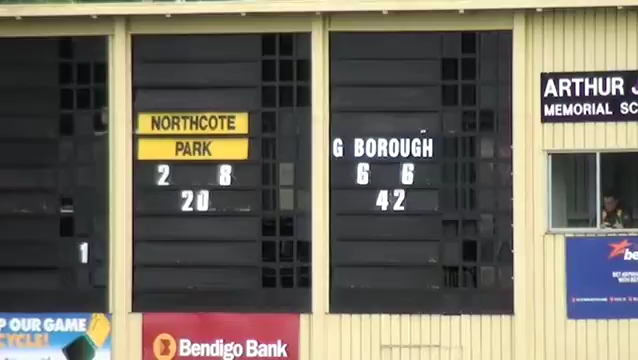 NORTHCOTE
PARK
2 8
20
G BOROUGH
6 6
42
1
ARTHUR J
MEMORIAL SC
be
P OUR GAME
CYCLE!
Bendigo Bank